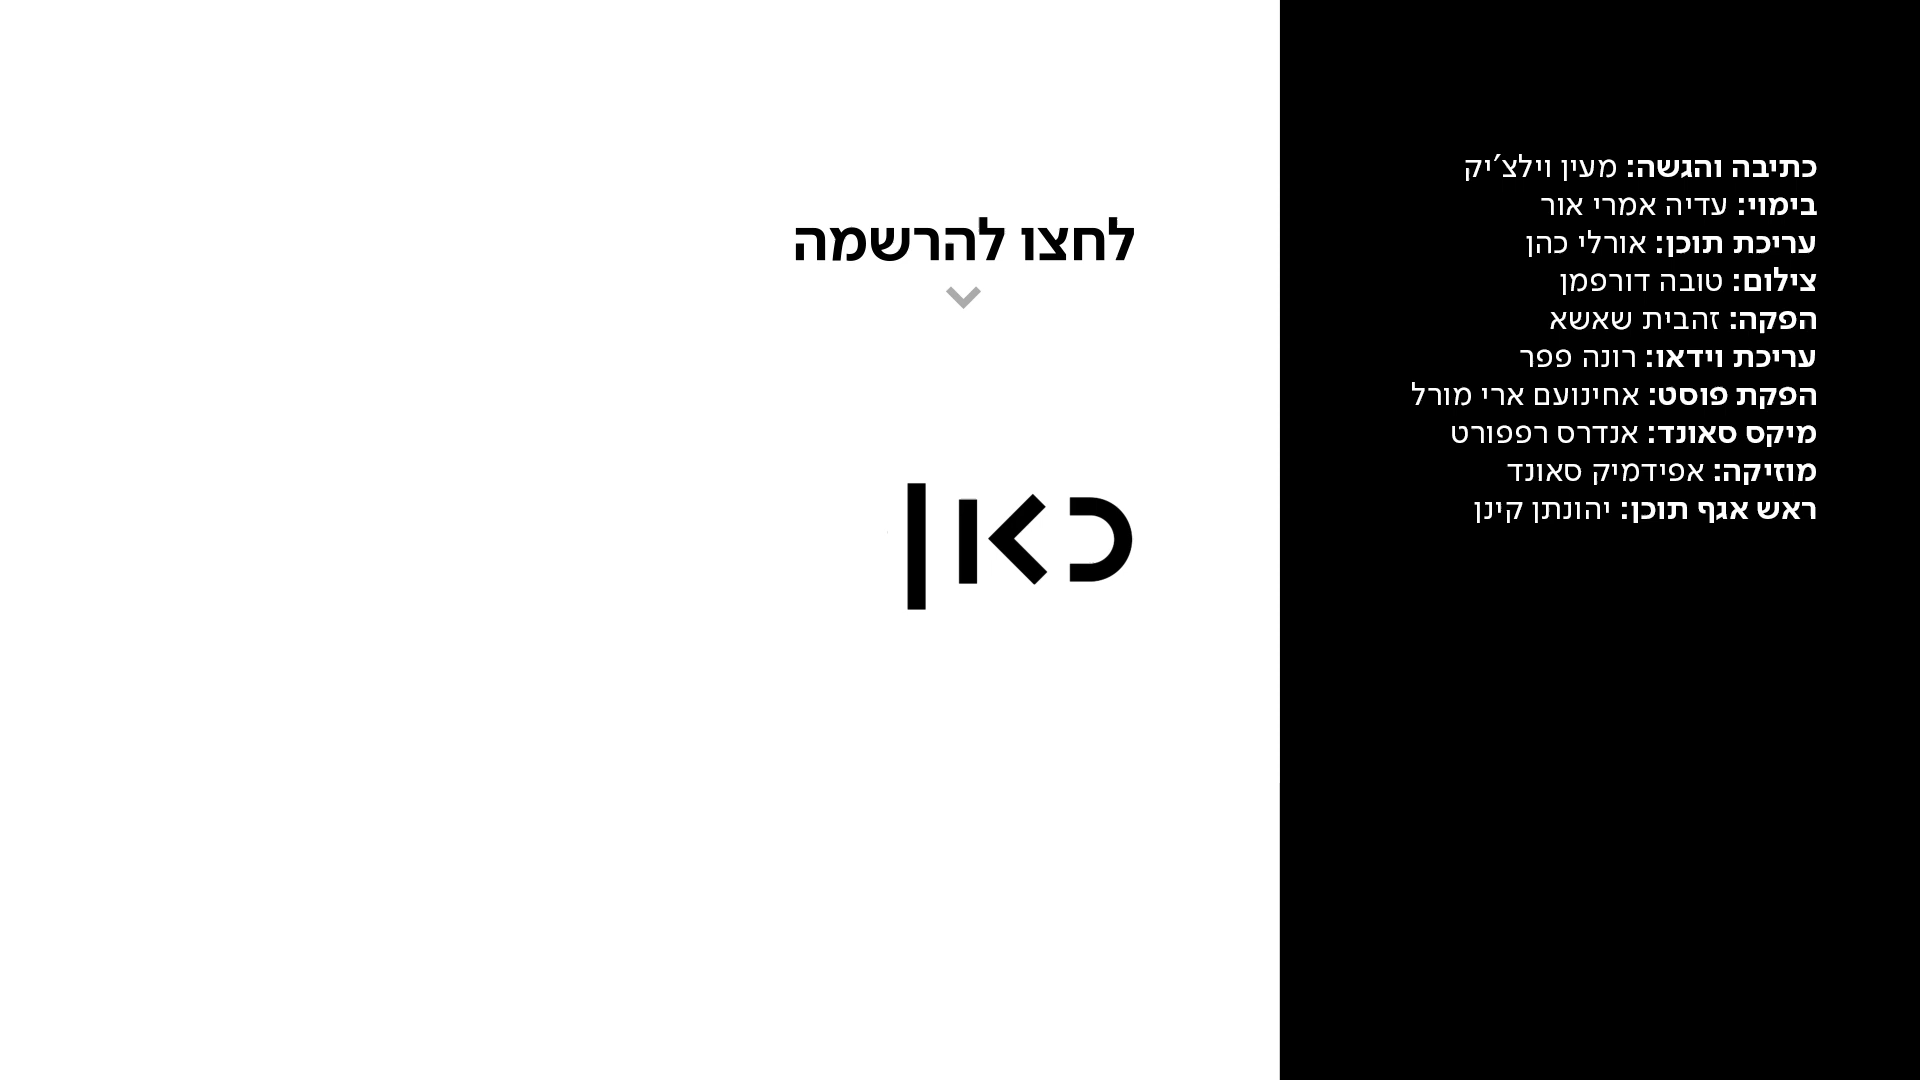 כתיבה והגשה: מעין וילצ׳יק
בימוי: עדיה אמרי אור
עריכת תוכן: אורלי כהן
צילום: טובה דורפמן
הפקה: זהבית שאשא
עריכת וידאו: רונה פפר
הפקת פוסט: אחינועם ארי מורל
מיקס סאונד: אנדרס רפפורט
מוזיקה: אפידמיק סאונד
ראש אגף תוכן: יהונתן קינן
לחצו להרשמה
כאן